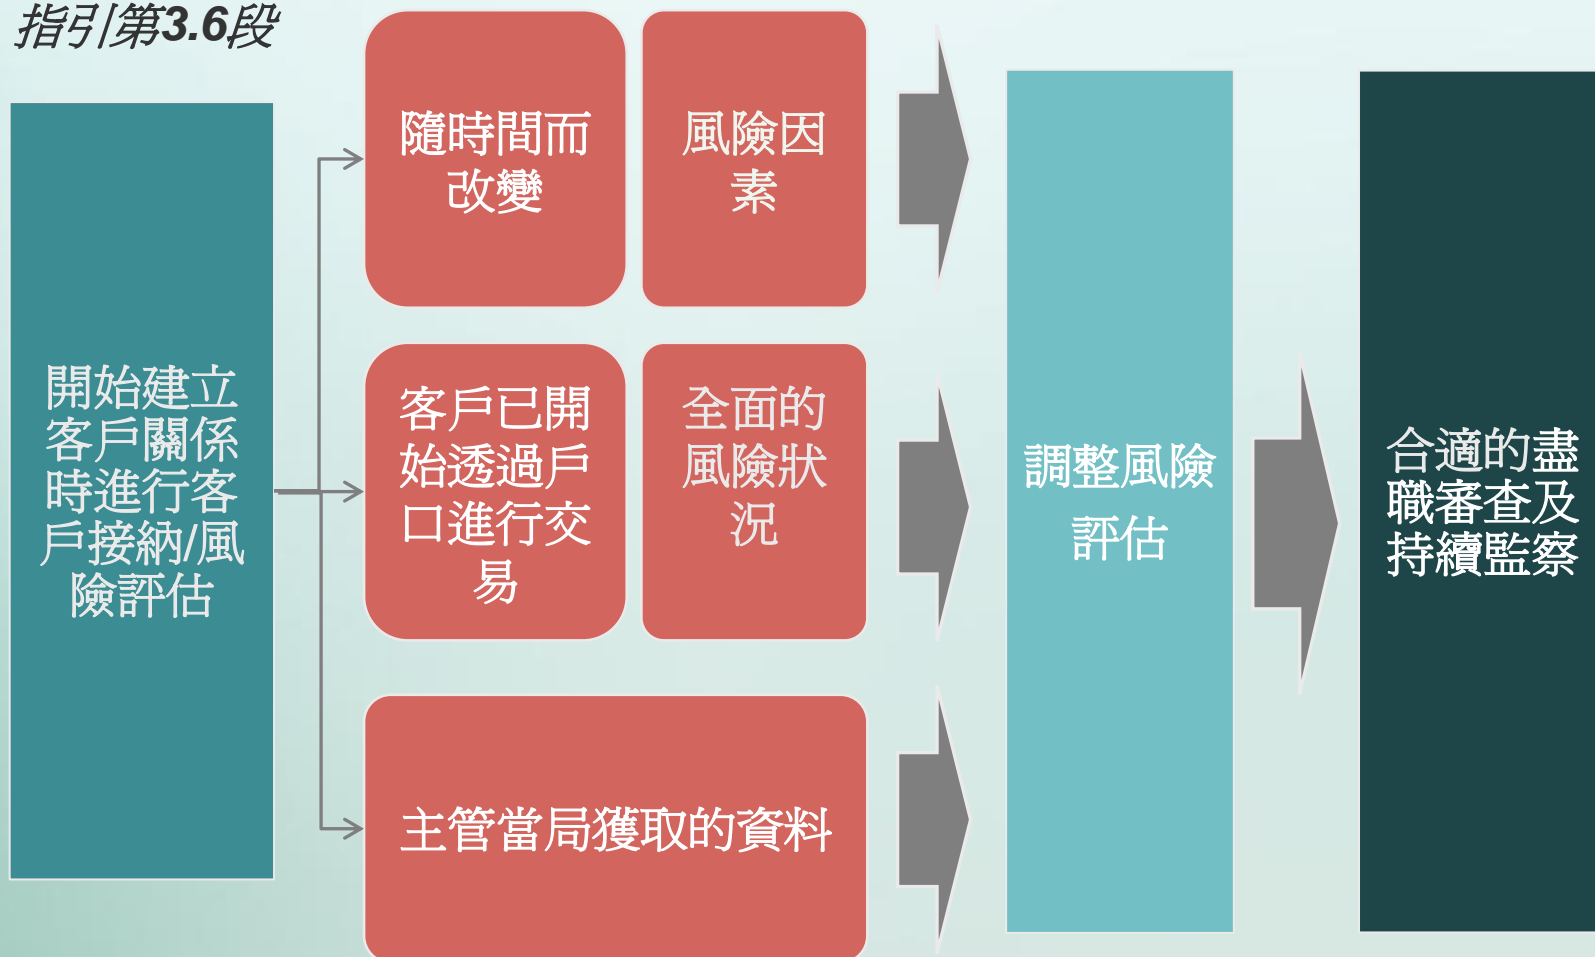 指引第3.6段
開始建立
客戶關係
時進行客
戶接納/風
險評估
隨時間而
改變
風險因
素
客戶已開
始透過戶
口進行交
易
全面的
風險狀
況
主管當局獲取的資料
調整風險
評估
合適的盡
職審查及
持續監察